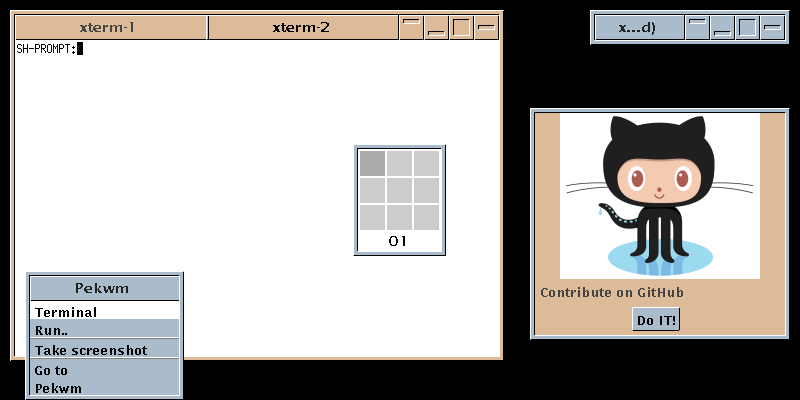 xterm-1 xterm-2
x...d)
SH-PROMPT:
01
Contribute on GitHub
Do IT!
Pekwm
Terminal
Run..
Take screenshot
Go to
Pekwm